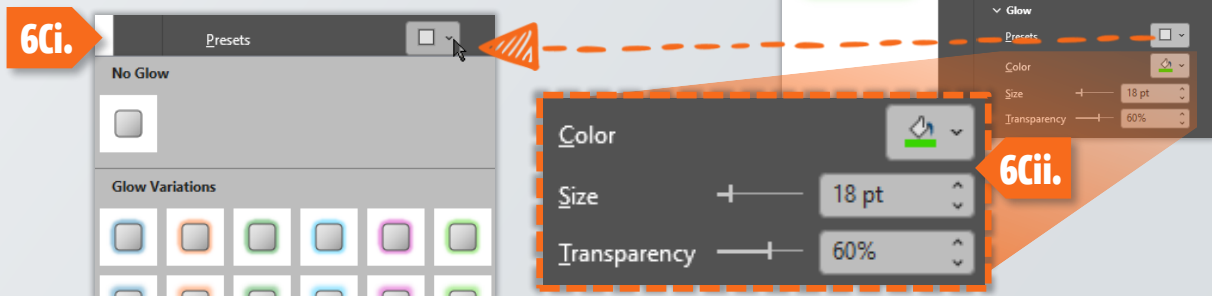 6Ci.
Presets
No Glow
Glow Variations
Color
Size
18 pt
Transparency
60%
6Cii.
Glow
Presets
Color
Size
18 pt
Transparency
60%